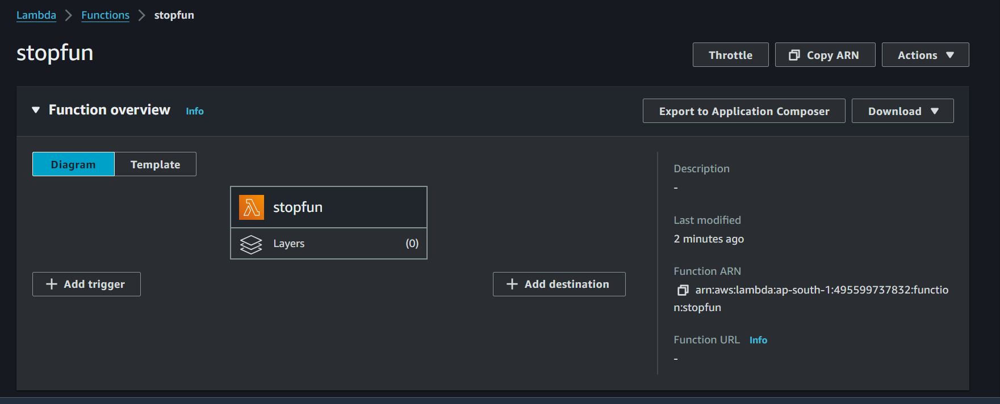 Lambda > Functions > stopfun
stopfun
Throttle Copy ARN Actions
Function overview Info
Export to Application Composer Download
Diagram Template
stopfun
Layers (0)
+ Add trigger
+ Add destination
Description
-
Last modified
2 minutes ago
Function ARN
arn:aws:lambda:ap-south-1:495599737832:functio
n:stopfun
Function URL Info
-